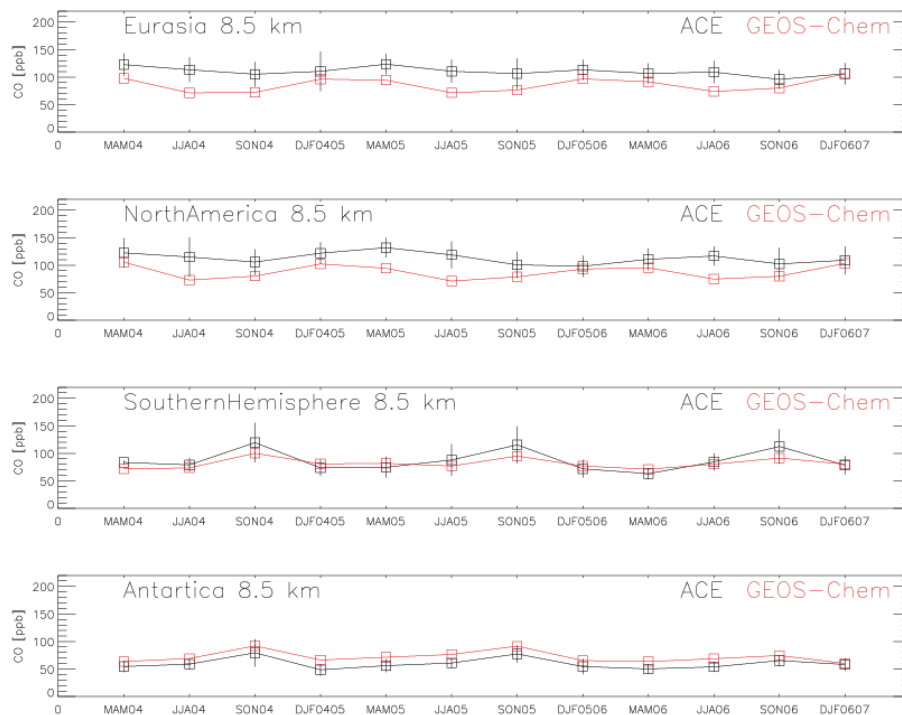 Eurasia 8.5 km ACE GEOS-Chem
200
150
100
50
0
CO [ppb]
0 MAM04 JJA04 SON04 DJF0405 MAM05 JJA05 SON05 DJF0506 MAM06 JJA06 SON06 DJF0607
NorthAmerica 8.5 km ACE GEOS-Chem
200
150
100
50
0
CO [ppb]
0 MAM04 JJA04 SON04 DJF0405 MAM05 JJA05 SON05 DJF0506 MAM06 JJA06 SON06 DJF0607
SouthernHemisphere 8.5 km ACE GEOS-Chem
200
150
100
50
0
CO [ppb]
0 MAM04 JJA04 SON04 DJF0405 MAM05 JJA05 SON05 DJF0506 MAM06 JJA06 SON06 DJF0607
Antartica 8.5 km ACE GEOS-Chem
200
150
100
50
0
CO [ppb]
0 MAM04 JJA04 SON04 DJF0405 MAM05 JJA05 SON05 DJF0506 MAM06 JJA06 SON06 DJF0607